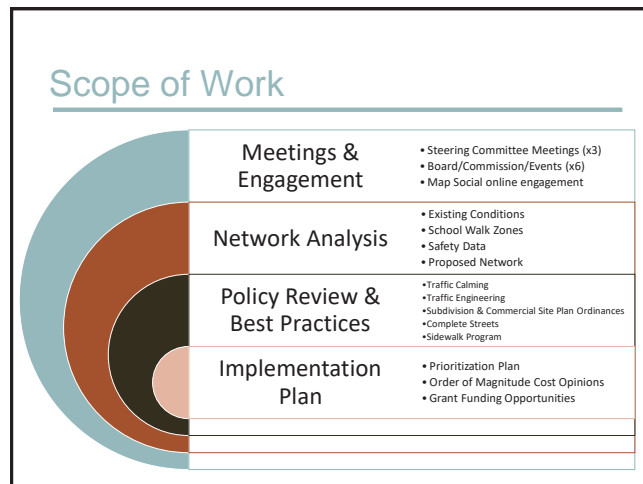 Scope of Work
Meetings &
Engagement
• Steering Committee Meetings (x3)
• Board/Commission/Events (x6)
• Map Social online engagement
Network Analysis
• Existing Conditions
• School Walk Zones
• Safety Data
• Proposed Network
Policy Review &
Best Practices
•Traffic Calming
•Traffic Engineering
•Subdivision & Commercial Site Plan Ordinances
•Complete Streets
•Sidewalk Program
Implementation
Plan
• Prioritization Plan
• Order of Magnitude Cost Opinions
• Grant Funding Opportunities